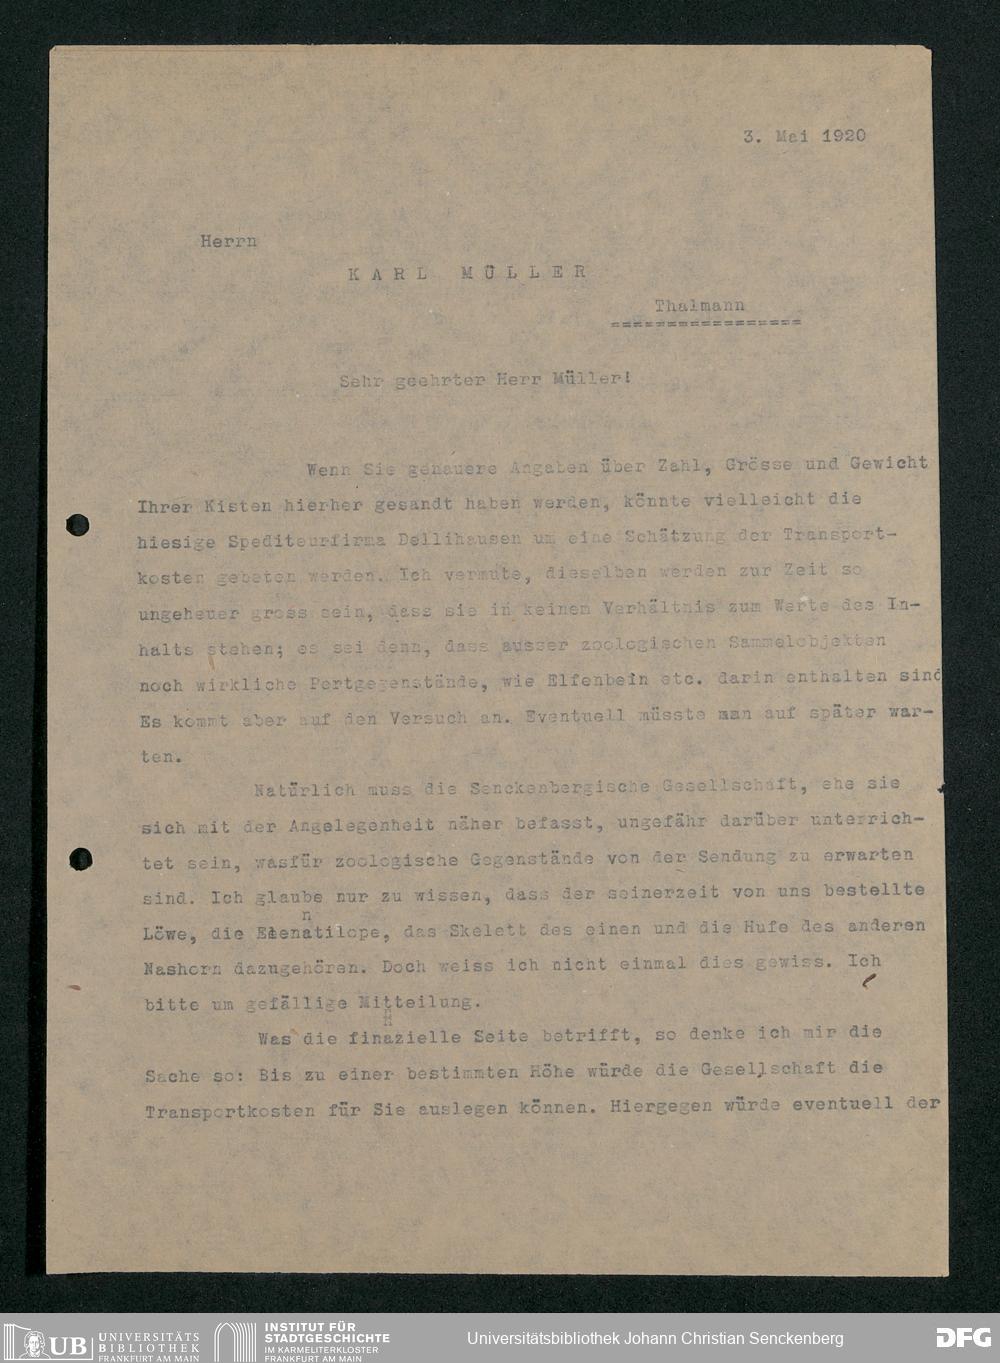 3. Mai 1920
Herrn
KARL MÜLLER
Thalmann
=================
Sehr geehrter Herr Müller!
Wenn Sie genauere Angaben über Zahl, Grösse und Gewicht
Ihrer Kisten hierher gesandt haben werden, könnte vielleicht die
hiesige Spediteurfirma Dellihausen um eine Schätzung der Transport-
kosten gebeten werden. Ich vermute, dieselben werden zur Zeit so
ungeheuer gross sein, dass sie in keinem Verhältnis zum Werte des In-
halts stehen; es sei denn, dass ausser zoologischen Sammelobjekten
noch wirkliche Pertgegenstände, wie Elfenbein etc. darin enthalten sind
Es kommt aber auf den Versuch an. Eventuell müsste man auf später war-
ten.
Natürlich muss die Senckenbergische Gesellschaft, ehe sie
sich mit der Angelegenheit näher befasst, ungefähr darüber unterrich-
tet sein, wasfür zoologische Gegenstände von der Sendung zu erwarten
sind. Ich glaube nur zu wissen, dass der seinerzeit von uns bestellte
Löwe, die Elenantilope, das Skelett des einen und die Hufe des anderen
Nashorn dazugehören. Doch weiss ich nicht einmal dies gewiss. Ich
bitte um gefällige Mitteilung.
Was die finanzielle Seite betrifft, so denke ich mir die
Sache so: Bis zu einer bestimmten Höhe würde die Gesellschaft die
Transportkosten für Sie auslegen können. Hiergegen würde eventuell der
UB UNIVERSITÄTS
BIBLIOTHEK
FRANKFURT AM MAIN
INSTITUT FÜR
STADTGESCHICHTE
IM KARMELITERKLOSTER
FRANKFURT AM MAIN
Universitätsbibliothek Johann Christian Senckenberg
DFG